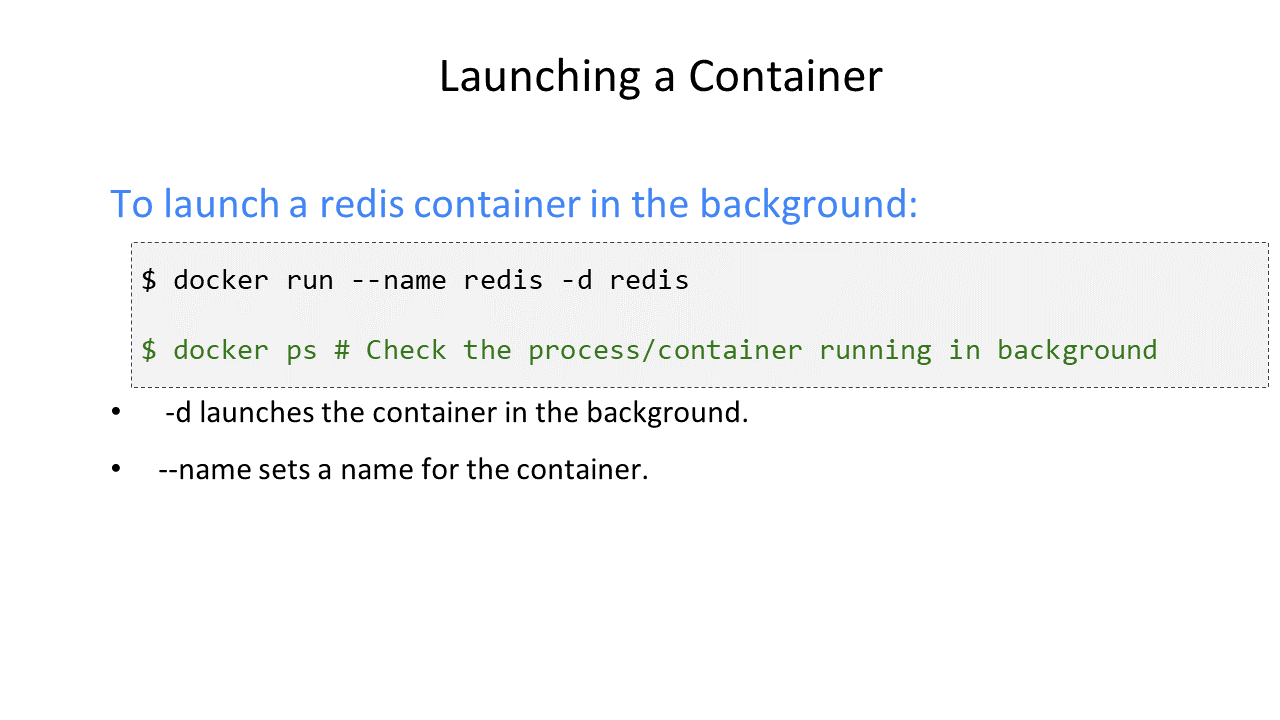 Launching a Container
To launch a redis container in the background:
$ docker run --name redis -d redis
$ docker ps # Check the process/container running in background
• -d launches the container in the background.
• --name sets a name for the container.